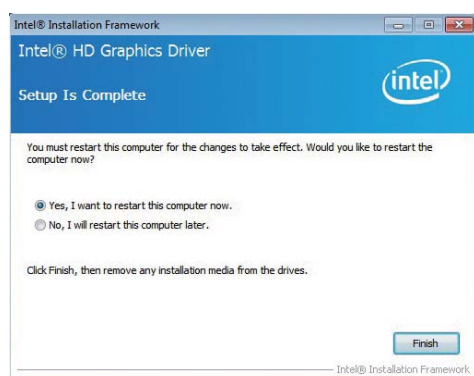 Intel® Installation Framework
Intel® HD Graphics Driver
Setup Is Complete
intel
You must restart this computer for the changes to take effect. Would you like to restart the
computer now?
Yes, I want to restart this computer now.
No, I will restart this computer later.
Click Finish, then remove any installation media from the drives.
Finish
Intel® Installation Framework